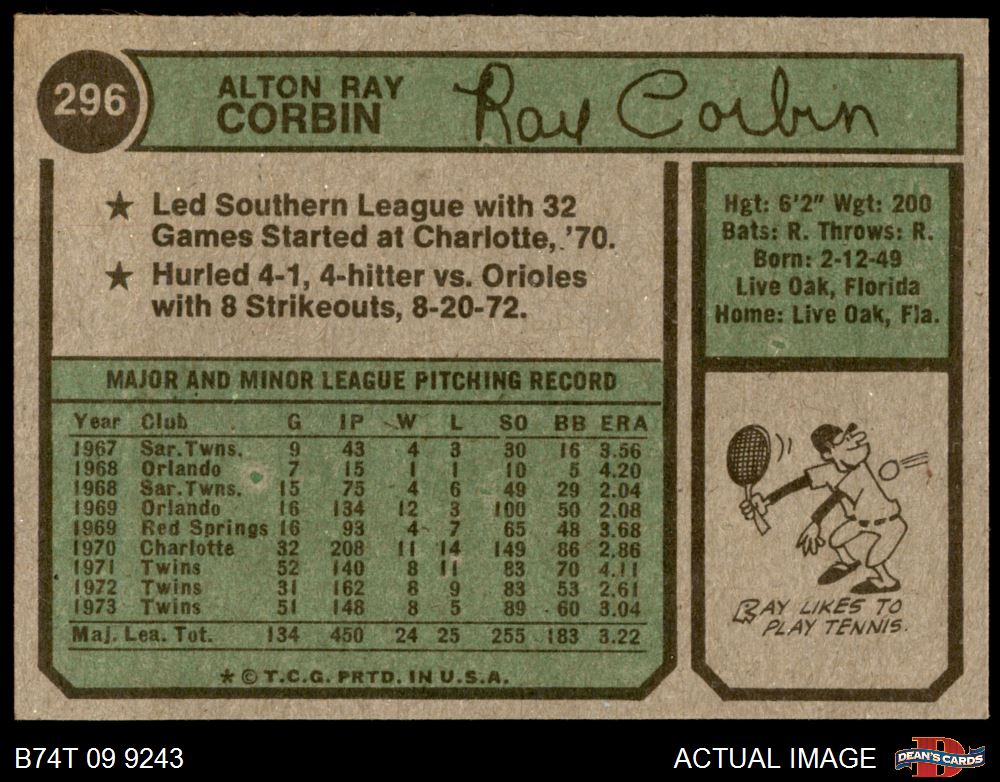 296
ALTON RAY
CORBIN
Ray Corbin
★ Led Southern League with 32
Games Started at Charlotte, '70.
★ Hurled 4-1, 4-hitter vs. Orioles
with 8 Strikeouts, 8-20-72.
Hgt: 6'2" Wgt: 200
Bats: R. Throws: R.
Born: 2-12-49
Live Oak, Florida
Home: Live Oak, Fla.
MAJOR AND MINOR LEAGUE PITCHING RECORD
Year Club G IP W L SO BB ERA
1967 Sar.Twns. 9 43 4 3 30 16 3.56
1968 Orlando 7 15 1 1 10 5 4.20
1968 Sar.Twns. 15 75 4 6 49 29 2.04
1969 Orlando 16 134 12 3 100 50 2.08
1969 Red Springs 16 93 4 7 65 48 3.68
1970 Charlotte 32 208 11 14 149 86 2.86
1971 Twins 52 140 8 11 83 70 4.11
1972 Twins 31 162 8 9 83 53 2.61
1973 Twins 51 148 8 5 89 60 3.04
Maj. Lea. Tot. 134 450 24 25 255 183 3.22
★ © T.C.G. PRTD. IN U.S.A.
RAY LIKES TO
PLAY TENNIS.
B74T 09 9243
ACTUAL IMAGE
D
DEAN'S CARDS